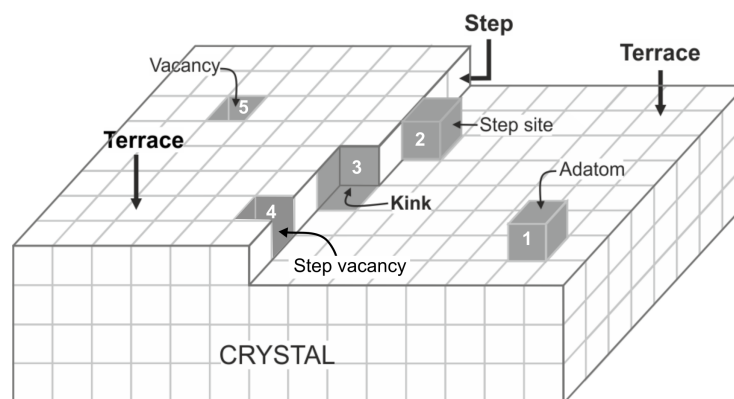 Step
Terrace
Vacancy
5
Step site
2
Terrace
3
Adatom
Kink
4
1
Step vacancy
CRYSTAL